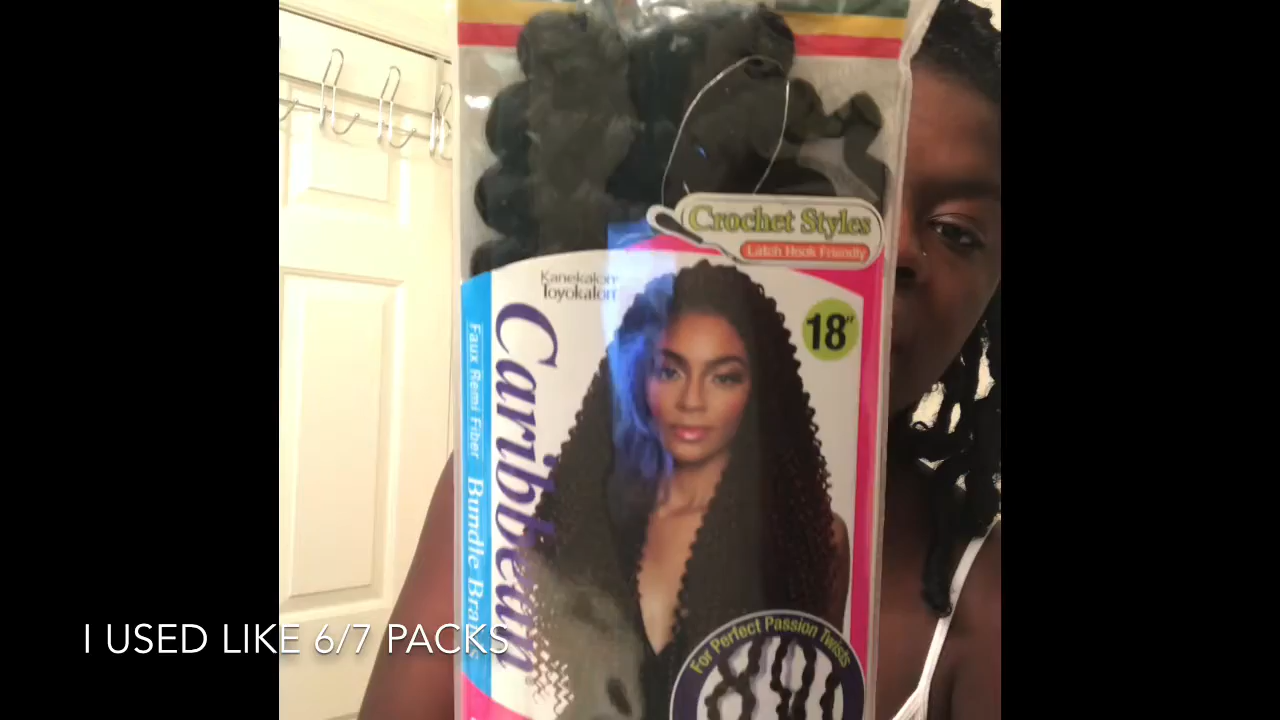 Crochet Styles
Latch Hook Friendly
Kanekalon
Toyokalon
18"
Caribbean
Faux Remi Fiber Bundle
For Perfect Passion Twists
I USED LIKE 6/7 PACKS